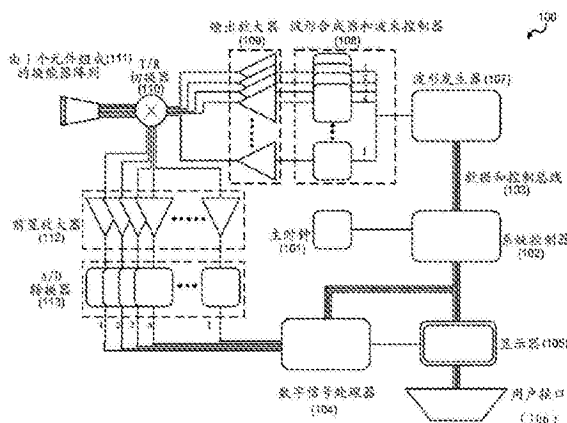 100
由 I 个元件组成 (111)
的换能器阵列
T/R
切换器
(110)
输出放大器
(109)
波形合成器和波束控制器
(108)
波形发生器 (107)
数据和控制总线
(103)
前置放大器
(112)
主时钟
(101)
系统控制器
(102)
A/D
转换器
(113)
数字信号处理器
(104)
显示器
(105)
用户接口
(106)